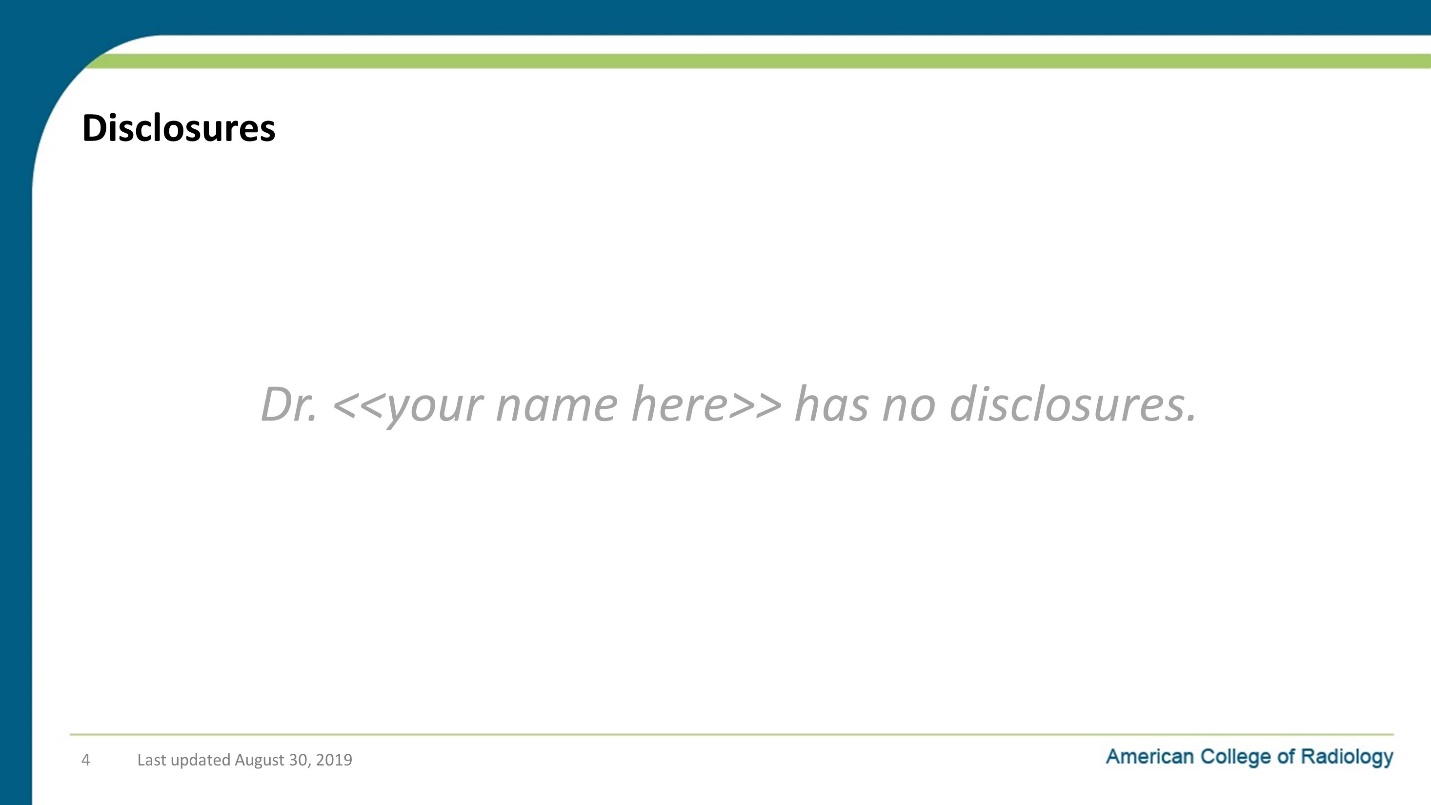 Disclosures
Dr. <<your name here>> has no disclosures.
4 Last updated August 30, 2019
American College of Radiology